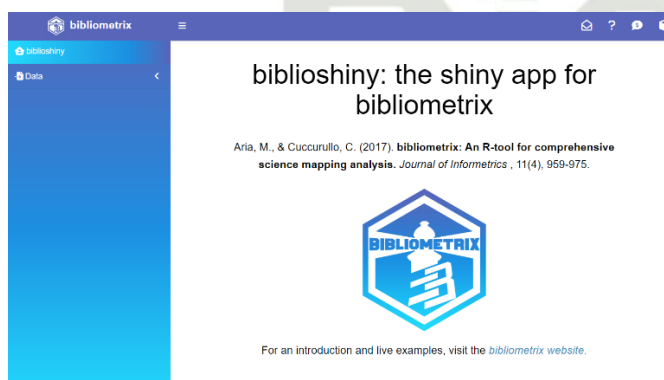 bibliometrix
biblioshiny
Data
biblioshiny: the shiny app for
bibliometrix
Aria, M., & Cuccurullo, C. (2017). bibliometrix: An R-tool for comprehensive
science mapping analysis. Journal of Informetrics , 11(4), 959-975.
BIBLIOMETRIX
For an introduction and live examples, visit the bibliometrix website.